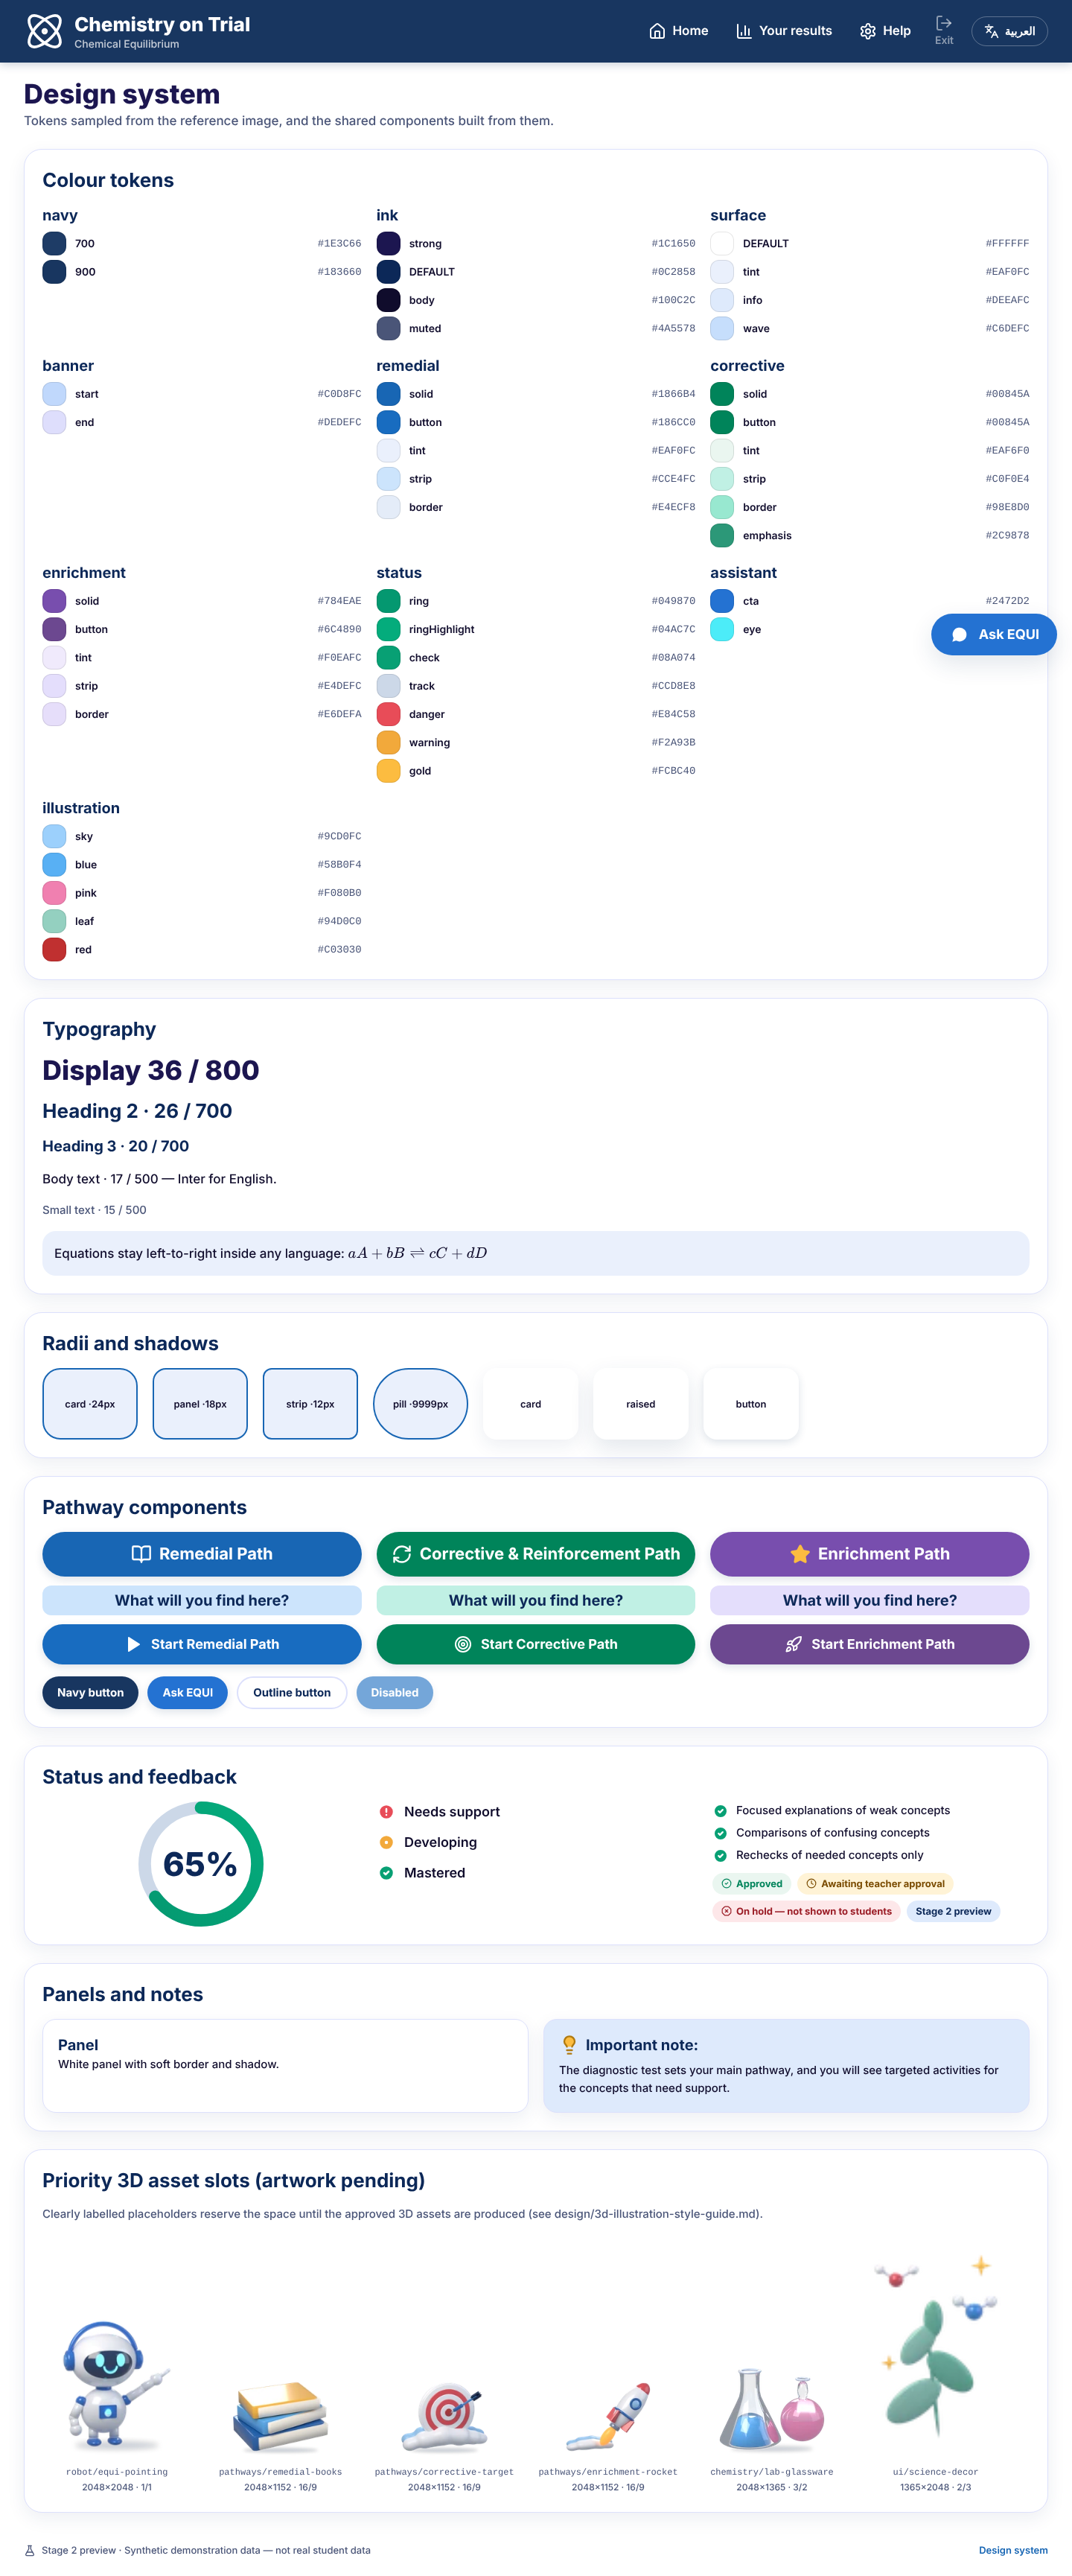 Chemistry on Trial
Chemical Equilibrium
Home
Your results
Help
Exit
العربية
Design system
Tokens sampled from the reference image, and the shared components built from them.
Colour tokens
navy
700 #1E3C66
900 #183660
ink
strong #1C1650
DEFAULT #0C2858
body #100C2C
muted #4A5578
surface
DEFAULT #FFFFFF
tint #EAF0FC
info #DEEAFC
wave #C6DEFC
banner
start #C0D8FC
end #DEDEFC
remedial
solid #1866B4
button #186CC0
tint #EAF0FC
strip #CCE4FC
border #E4ECF8
corrective
solid #00845A
button #00845A
tint #EAF6F0
strip #C0F0E4
border #98E8D0
emphasis #2C9878
enrichment
solid #784EAE
button #6C4890
tint #F0EAFC
strip #E4DEFC
border #E6DEFA
status
ring #049870
ringHighlight #04AC7C
check #08A074
track #CCD8E8
danger #E84C58
warning #F2A93B
gold #FCBC40
assistant
cta #2472D2
eye
Ask EQUI
illustration
sky #9CD0FC
blue #58B0F4
pink #F080B0
leaf #94D0C0
red #C03030
Typography
Display 36 / 800
Heading 2 · 26 / 700
Heading 3 · 20 / 700
Body text · 17 / 500 — Inter for English.
Small text · 15 / 500
Equations stay left-to-right inside any language: aA + bB ⇌ cC + dD
Radii and shadows
card ·24px
panel ·18px
strip ·12px
pill ·9999px
card
raised
button
Pathway components
Remedial Path
Corrective & Reinforcement Path
Enrichment Path
What will you find here?
What will you find here?
What will you find here?
Start Remedial Path
Start Corrective Path
Start Enrichment Path
Navy button
Ask EQUI
Outline button
Disabled
Status and feedback
65%
Needs support
Developing
Mastered
Focused explanations of weak concepts
Comparisons of confusing concepts
Rechecks of needed concepts only
Approved
Awaiting teacher approval
On hold — not shown to students
Stage 2 preview
Panels and notes
Panel
White panel with soft border and shadow.
Important note:
The diagnostic test sets your main pathway, and you will see targeted activities for
the concepts that need support.
Priority 3D asset slots (artwork pending)
Clearly labelled placeholders reserve the space until the approved 3D assets are produced (see design/3d-illustration-style-guide.md).
robot/equi-pointing
2048×2048 · 1/1
pathways/remedial-books
2048×1152 · 16/9
pathways/corrective-target
2048×1152 · 16/9
pathways/enrichment-rocket
2048×1152 · 16/9
chemistry/lab-glassware
2048×1365 · 3/2
ui/science-decor
1365×2048 · 2/3
Stage 2 preview · Synthetic demonstration data — not real student data
Design system